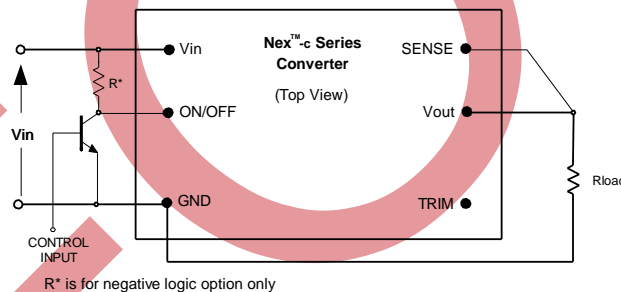 Nex™-c Series
Converter
(Top View)
Vin
SENSE
R*
ON/OFF
Vout
Vin
Rload
GND
TRIM
CONTROL
INPUT
R* is for negative logic option only